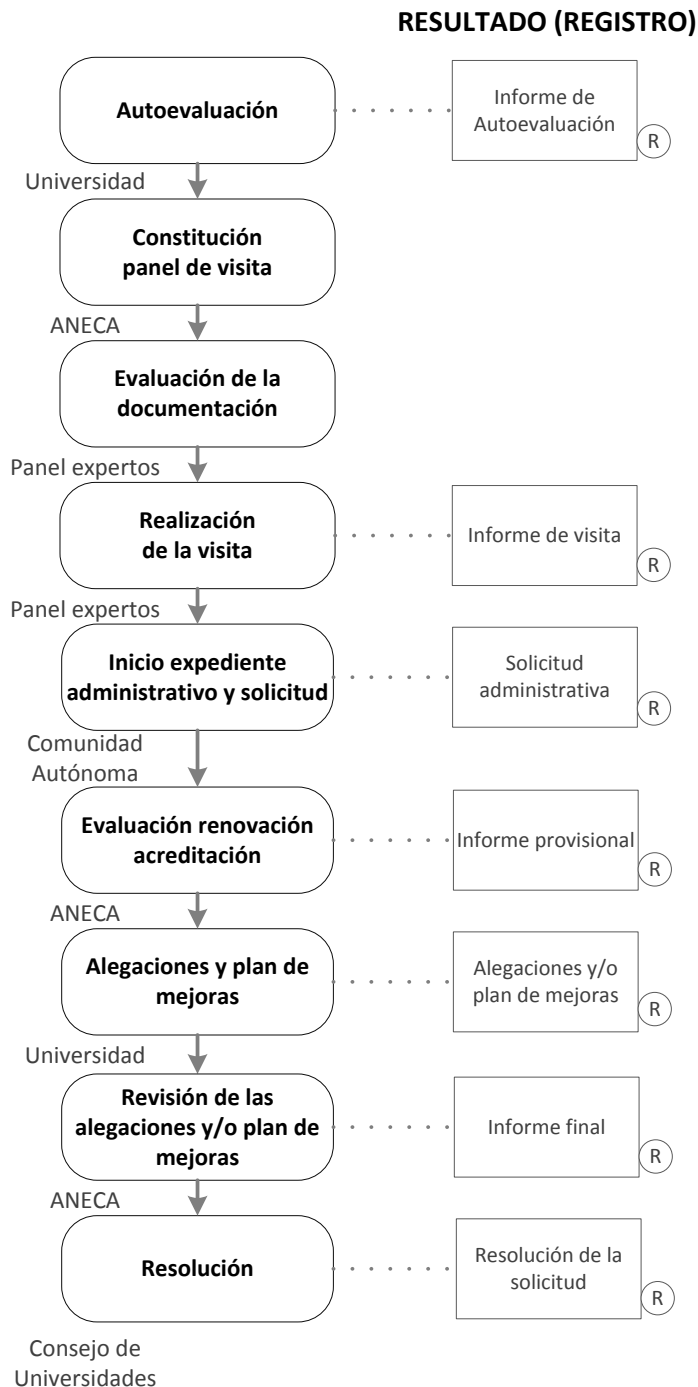 RESULTADO (REGISTRO)
Autoevaluación
Informe de
Autoevaluación
R
Universidad
Constitución
panel de visita
ANECA
Evaluación de la
documentación
Panel expertos
Realización
de la visita
Informe de visita
R
Panel expertos
Inicio expediente
administrativo y solicitud
Solicitud
administrativa
R
Comunidad
Autónoma
Evaluación renovación
acreditación
Informe provisional
R
ANECA
Alegaciones y plan de
mejoras
Alegaciones y/o
plan de mejoras
R
Universidad
Revisión de las
alegaciones y/o plan de
mejoras
Informe final
R
ANECA
Resolución
Resolución de la
solicitud
R
Consejo de
Universidades